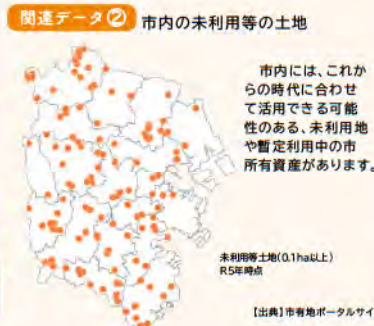 関連データ② 市内の未利用等の土地
市内には、これか
らの時代に合わせ
て活用できる可能
性のある、未利用地
や暫定利用中の市
所有資産があります。
未利用等土地(0.1ha以上)
R5年時点
【出典】市有地ポータルサイ